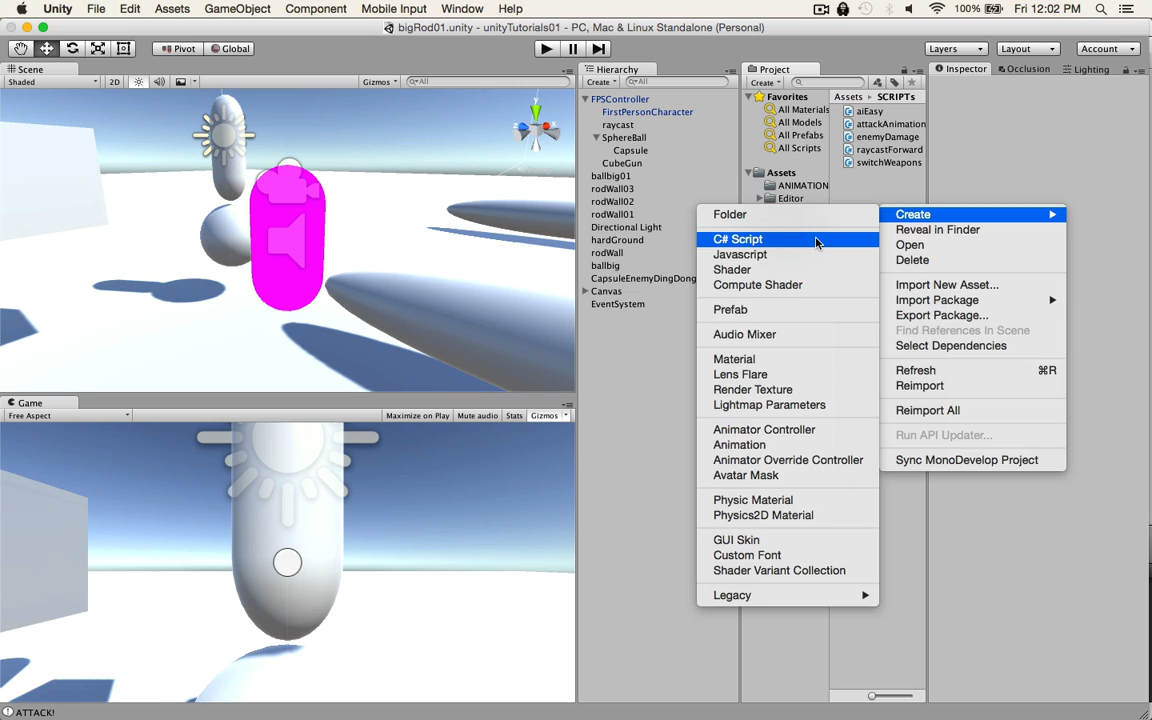 Unity File Edit Assets GameObject Component Mobile Input Window Help 100% Fri 12:02 PM
bigRod01.unity - unityTutorials01 - PC, Mac & Linux Standalone (Personal)
Pivot Global Layers Layout Account
Scene
Shaded 2D Gizmos All
Hierarchy
Create All
FPSController
FirstPersonCharacter
raycast
SphereBall
Capsule
CubeGun
ballbig01
rodWall03
rodWall02
rodWall01
Directional Light
hardGround
rodWall
ballbig
CapsuleEnemyDingDong
Canvas
EventSystem
Project
Create
Favorites
All Materials
All Models
All Prefabs
All Scripts
Assets
ANIMATION
Editor
Assets SCRIPTs
aiEasy
attackAnimation
enemyDamage
raycastForward
switchWeapons
Inspector Occlusion Lighting
Folder
C# Script
Javascript
Shader
Compute Shader
Prefab
Audio Mixer
Material
Lens Flare
Render Texture
Lightmap Parameters
Animator Controller
Animation
Animator Override Controller
Avatar Mask
Physic Material
Physics2D Material
GUI Skin
Custom Font
Shader Variant Collection
Legacy
Create
Reveal in Finder
Open
Delete
Import New Asset...
Import Package
Export Package...
Find References In Scene
Select Dependencies
Refresh ⌘R
Reimport
Reimport All
Run API Updater...
Sync MonoDevelop Project
Game
Free Aspect Maximize on Play Mute audio Stats Gizmos
ATTACK!